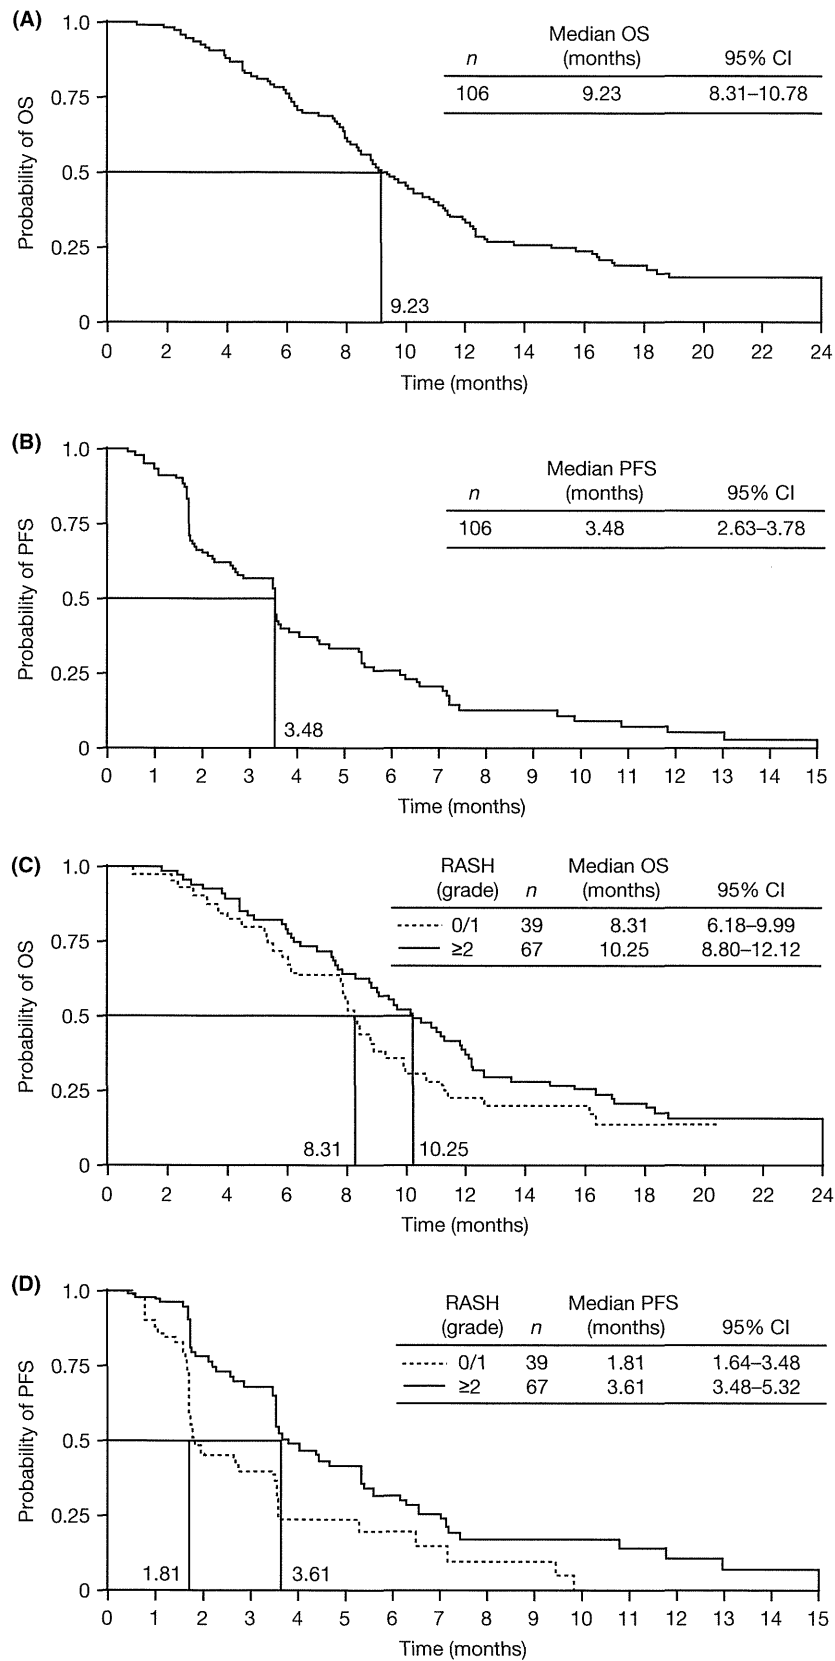 (A)
Probability of OS
1.0
0.75
0.5
0.25
0
n Median OS (months) 95% CI
106 9.23 8.31–10.78
9.23
0 2 4 6 8 10 12 14 16 18 20 22 24
Time (months)
(B)
Probability of PFS
1.0
0.75
0.5
0.25
0
n Median PFS (months) 95% CI
106 3.48 2.63–3.78
3.48
0 1 2 3 4 5 6 7 8 9 10 11 12 13 14 15
Time (months)
(C)
Probability of OS
1.0
0.75
0.5
0.25
0
RASH (grade) n Median OS (months) 95% CI
0/1 39 8.31 6.18–9.99
≥2 67 10.25 8.80–12.12
8.31 10.25
0 2 4 6 8 10 12 14 16 18 20 22 24
Time (months)
(D)
Probability of PFS
1.0
0.75
0.5
0.25
0
RASH (grade) n Median PFS (months) 95% CI
0/1 39 1.81 1.64–3.48
≥2 67 3.61 3.48–5.32
1.81 3.61
0 1 2 3 4 5 6 7 8 9 10 11 12 13 14 15
Time (months)